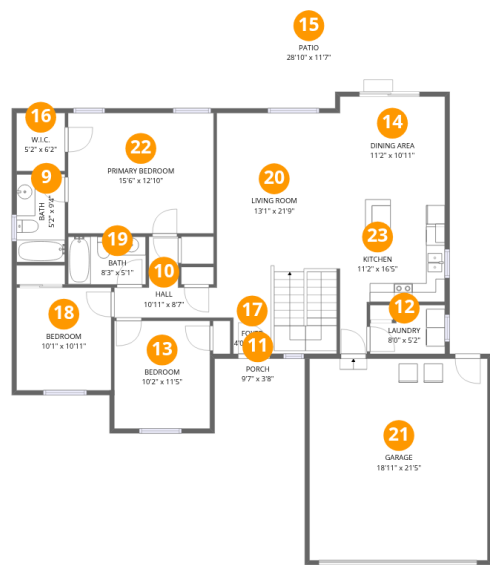 15
PATIO
28'10" x 11'7"
16
W.I.C.
5'2" x 6'2"
14
DINING AREA
11'2" x 10'11"
22
PRIMARY BEDROOM
15'6" x 12'10"
9
BATH
5'2" x 9'4"
20
LIVING ROOM
13'1" x 21'9"
19
BATH
8'3" x 5'1"
23
KITCHEN
11'2" x 16'5"
10
HALL
10'11" x 8'7"
18
BEDROOM
10'1" x 10'11"
17
12
LAUNDRY
8'0" x 5'2"
13
BEDROOM
10'2" x 11'5"
11
PORCH
9'7" x 3'8"
21
GARAGE
18'11" x 21'5"